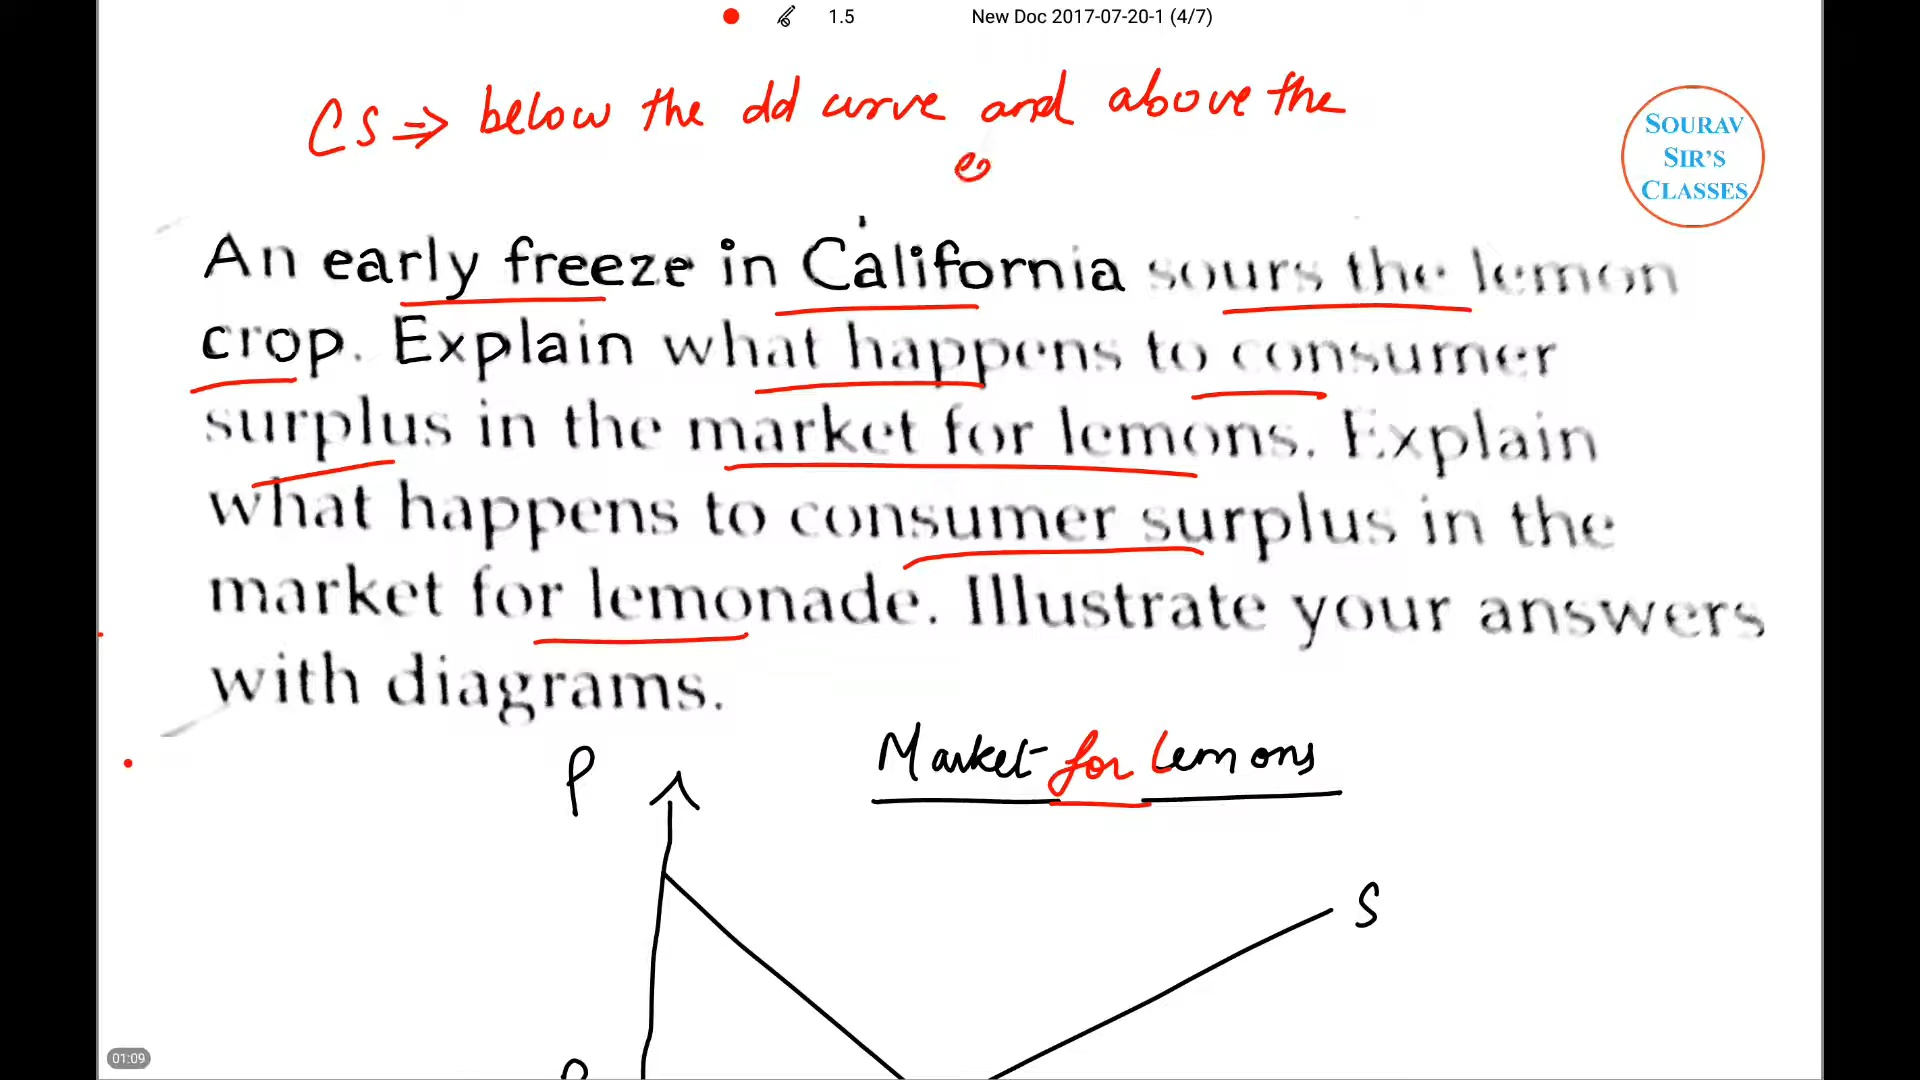 1.5 New Doc 2017-07-20-1 (4/7)
CS ⇒ below the dd curve and above the
e
SOURAV
SIR'S
CLASSES
An early freeze in California sours the lemon
crop. Explain what happens to consumer
surplus in the market for lemons. Explain
what happens to consumer surplus in the
market for lemonade. Illustrate your answers
with diagrams.
Market for lemons
P
S
01:09